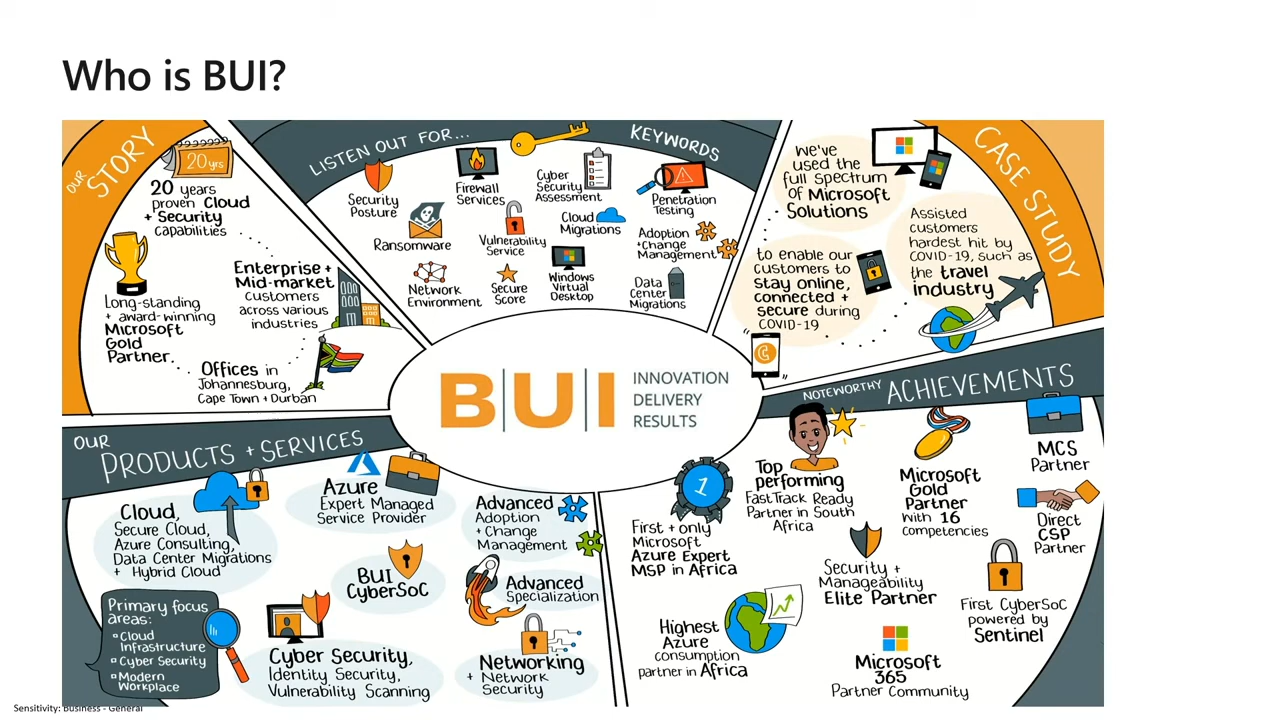 Who is BUI?
OUR
STORY
20 yrs
20 years
proven Cloud
+ Security
capabilities
Long-standing
+ award-winning
Microsoft
Gold
Partner.
Enterprise +
Mid-market
customers
across various
industries
Offices in
Johannesburg,
Cape Town + Durban
LISTEN OUT FOR...
KEYWORDS
Security
Posture
Firewall
Services
Cyber
Security
Assessment
Penetration
Testing
Ransomware
Vulnerability
Service
Cloud
Migrations
Adoption
+Change
Management
Network
Environment
Secure
Score
Windows
Virtual
Desktop
Data
Center
Migrations
CASE STUDY
We've
used the
full spectrum
of Microsoft
Solutions
to enable our
customers to
stay online,
connected +
secure during
COVID-19
Assisted
customers
hardest hit by
COVID-19, such as
the travel
industry
B|U|I
INNOVATION
DELIVERY
RESULTS
OUR
PRODUCTS + SERVICES
Cloud,
Secure Cloud,
Azure Consulting,
Data Center Migrations
+ Hybrid Cloud
Azure
Expert Managed
Service Provider
Advanced
Adoption
+ Change
Management
BUI
CyberSoC
Advanced
Specialization
Primary focus
areas:
Cloud
Infrastructure
Cyber Security
Modern
Workplace
Cyber Security,
Identity Security,
Vulnerability Scanning
Networking
+ Network
Security
NOTEWORTHY ACHIEVEMENTS
1
First + only
Microsoft
Azure Expert
MSP in Africa
Top
performing
FastTrack Ready
Partner in South
Africa
Microsoft
Gold
Partner
With 16
competencies
MCS
Partner
Direct
CSP
Partner
Security +
Manageability
Elite Partner
First CyberSoC
powered by
Sentinel
Highest
Azure
consumption
partner in Africa
Microsoft
365
Partner Community
Sensitivity: Business - General